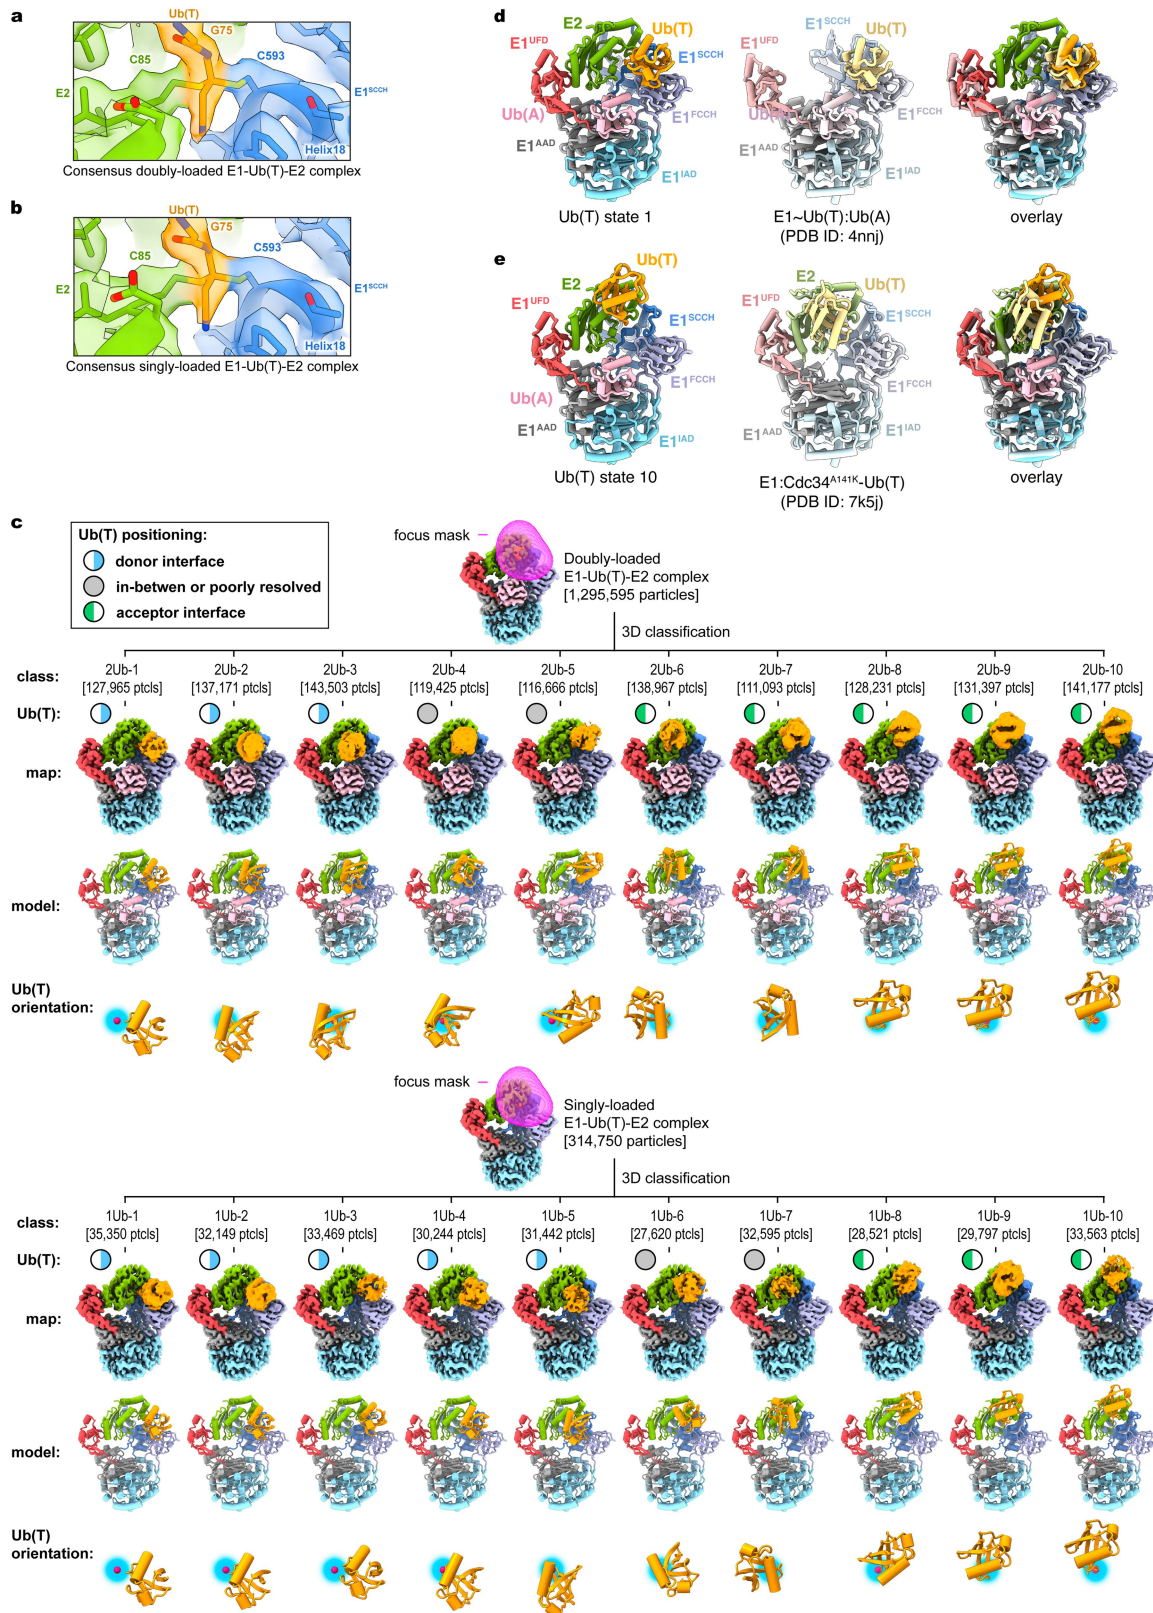 a
Ub(T)
G75
C85
C593
E2
E1SCCH
Helix18
Consensus doubly-loaded E1-Ub(T)-E2 complex
b
Ub(T)
G75
C85
C593
E2
E1SCCH
Helix18
Consensus singly-loaded E1-Ub(T)-E2 complex
d
E1UFD
E2
Ub(T)
E1SCCH
Ub(A)
E1FCCH
E1AAD
E1IAD
Ub(T) state 1
E1SCCH
E1UFD
Ub(T)
E1FCCH
E1AAD
E1IAD
E1~Ub(T):Ub(A)
(PDB ID: 4nnj)
overlay
e
Ub(T)
E2
E1UFD
E1SCCH
E1FCCH
Ub(A)
E1AAD
E1IAD
Ub(T) state 10
E2
Ub(T)
E1UFD
E1SCCH
E1FCCH
E1AAD
E1IAD
E1:Cdc34A141K-Ub(T)
(PDB ID: 7k5j)
overlay
c
Ub(T) positioning:
donor interface
in-betwen or poorly resolved
acceptor interface
focus mask
Doubly-loaded
E1-Ub(T)-E2 complex
[1,295,595 particles]
3D classification
class:
2Ub-1 2Ub-2 2Ub-3 2Ub-4 2Ub-5 2Ub-6 2Ub-7 2Ub-8 2Ub-9 2Ub-10
[127,965 ptcls] [137,171 ptcls] [143,503 ptcls] [119,425 ptcls] [116,666 ptcls] [138,967 ptcls] [111,093 ptcls] [128,231 ptcls] [131,397 ptcls] [141,177 ptcls]
Ub(T):
map:
model:
Ub(T)
orientation:
focus mask
Singly-loaded
E1-Ub(T)-E2 complex
[314,750 particles]
3D classification
class:
1Ub-1 1Ub-2 1Ub-3 1Ub-4 1Ub-5 1Ub-6 1Ub-7 1Ub-8 1Ub-9 1Ub-10
[35,350 ptcls] [32,149 ptcls] [33,469 ptcls] [30,244 ptcls] [31,442 ptcls] [27,620 ptcls] [32,595 ptcls] [28,521 ptcls] [29,797 ptcls] [33,563 ptcls]
Ub(T):
map:
model:
Ub(T)
orientation: